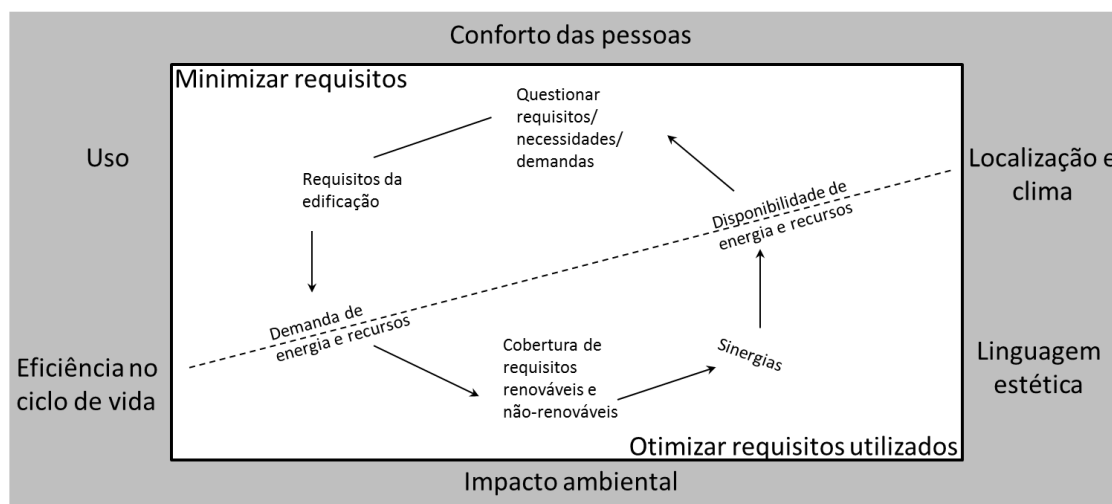 Conforto das pessoas
Minimizar requisitos
Questionar
requisitos/
necessidades/
demandas
Uso
Localização e
clima
Requisitos da
edificação
Disponibilidade de
energia e recursos
Demanda de
energia e recursos
Eficiência no
ciclo de vida
Cobertura de
requisitos
renováveis e
não-renováveis
Sinergias
Linguagem
estética
Otimizar requisitos utilizados
Impacto ambiental